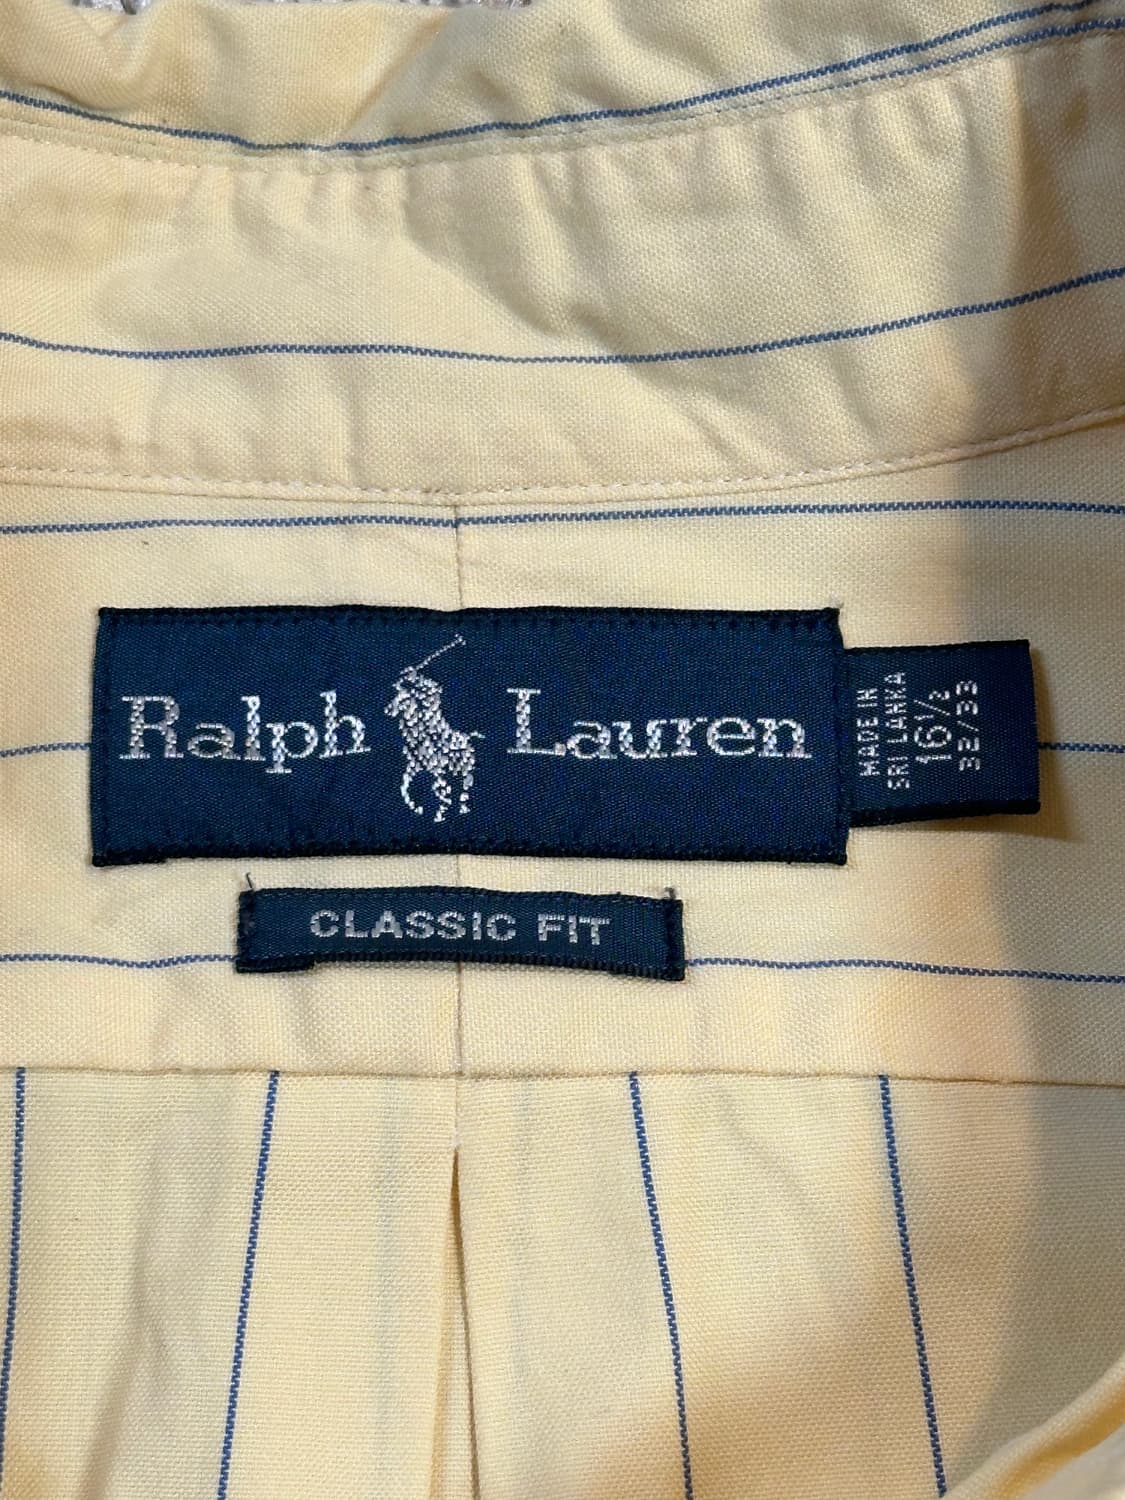 Ralph Lauren
MADE IN
SRI LANKA
16½
32/33
CLASSIC FIT